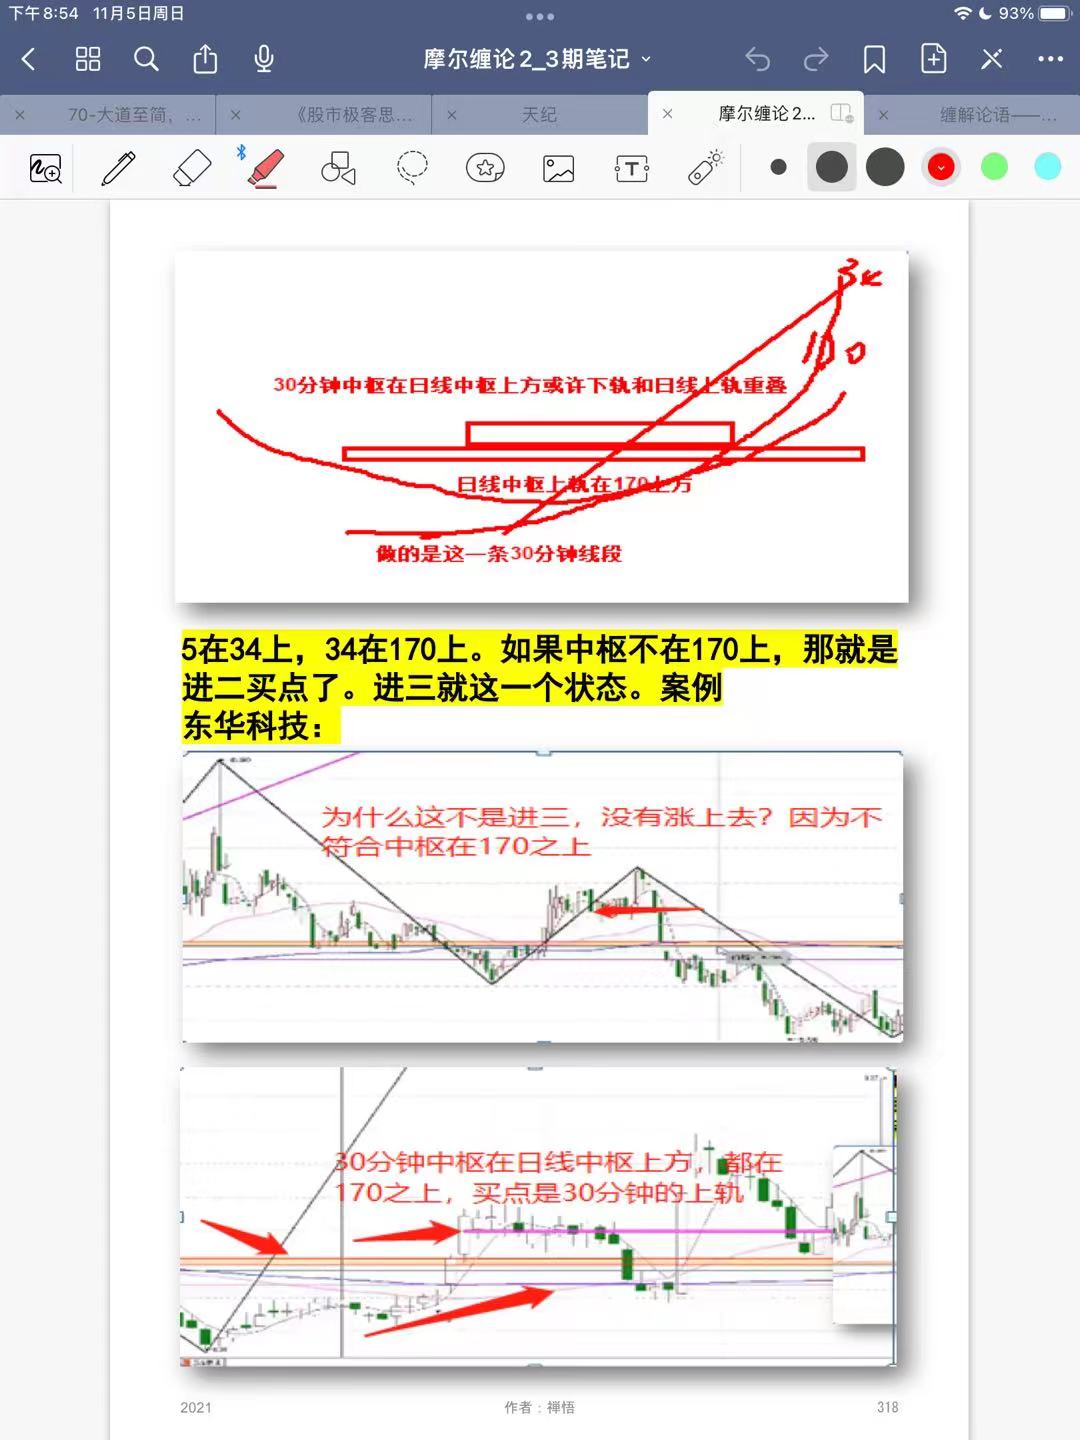 下午8:54 11月5日周日
93%
摩尔缠论2_3期笔记
70-大道至简，...
《股市极客思...
天纪
摩尔缠论2...
缠解论语——...
T
34
30分钟中枢在日线中枢上方或许下轨和日线上轨重叠
日线中枢上轨在170上方
做的是这一条30分钟线段
5在34上，34在170上。如果中枢不在170上，那就是
进二买点了。进三就这一个状态。案例
东华科技：
为什么这不是进三，没有涨上去？因为不
符合中枢在170之上
30分钟中枢在日线中枢上方，都在
170之上，买点是30分钟的上轨
2021
作者：禅悟
318